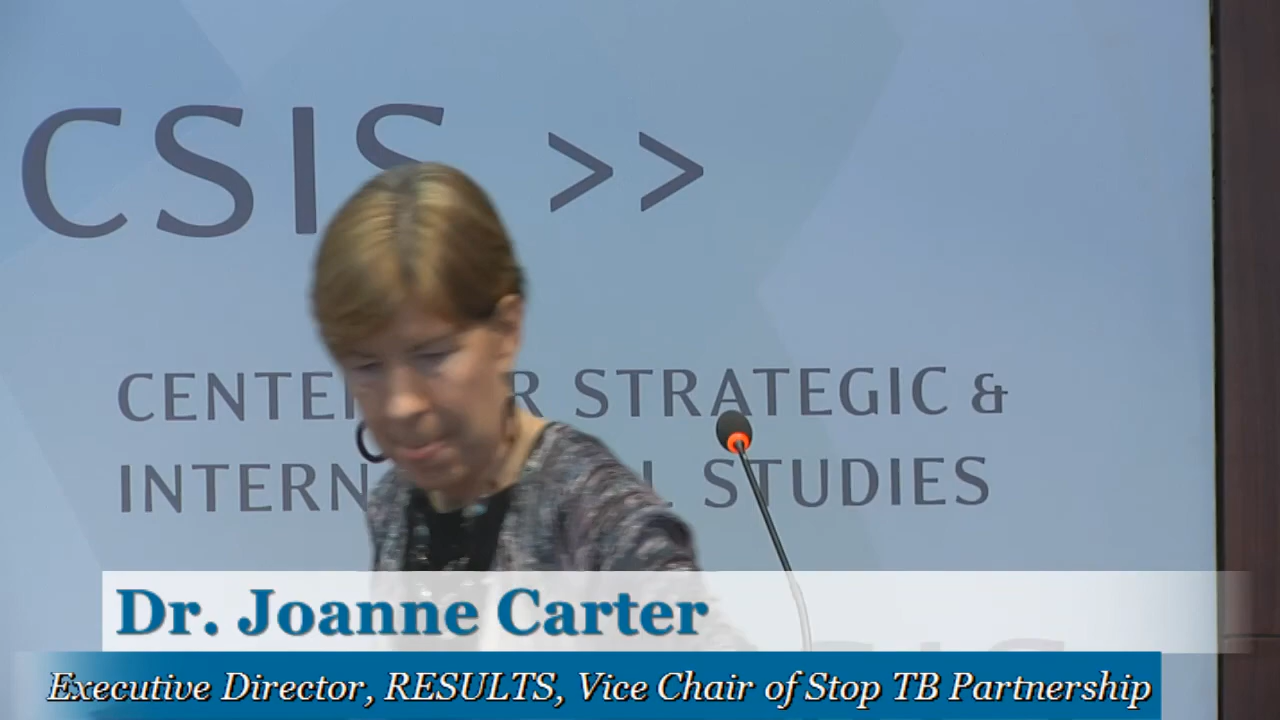 CSIS >>
STRATEGIC &
STUDIES
Dr. Joanne Carter
Executive Director, RESULTS, Vice Chair of Stop TB Partnership